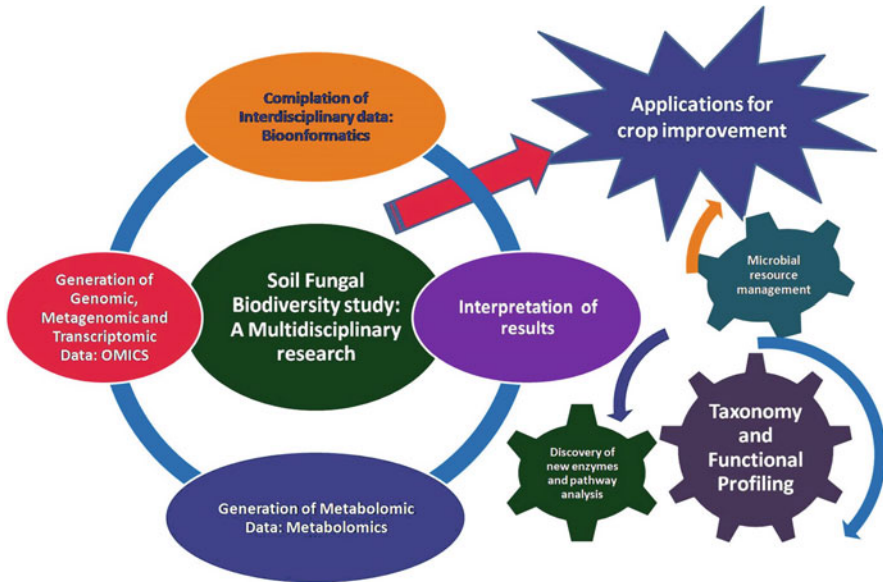 Comiplation of
Interdisciplinary data:
Bioonformatics
Applications for
crop improvement
Generation of
Genomic,
Metagenomic and
Transcriptomic
Data: OMICS
Soil Fungal
Biodiversity study:
A Multidisciplinary
research
Interpretation of
results
Microbial
resource
management
Taxonomy
and
Functional
Profiling
Discovery of
new enzymes
and pathway
analysis
Generation of Metabolomic
Data: Metabolomics